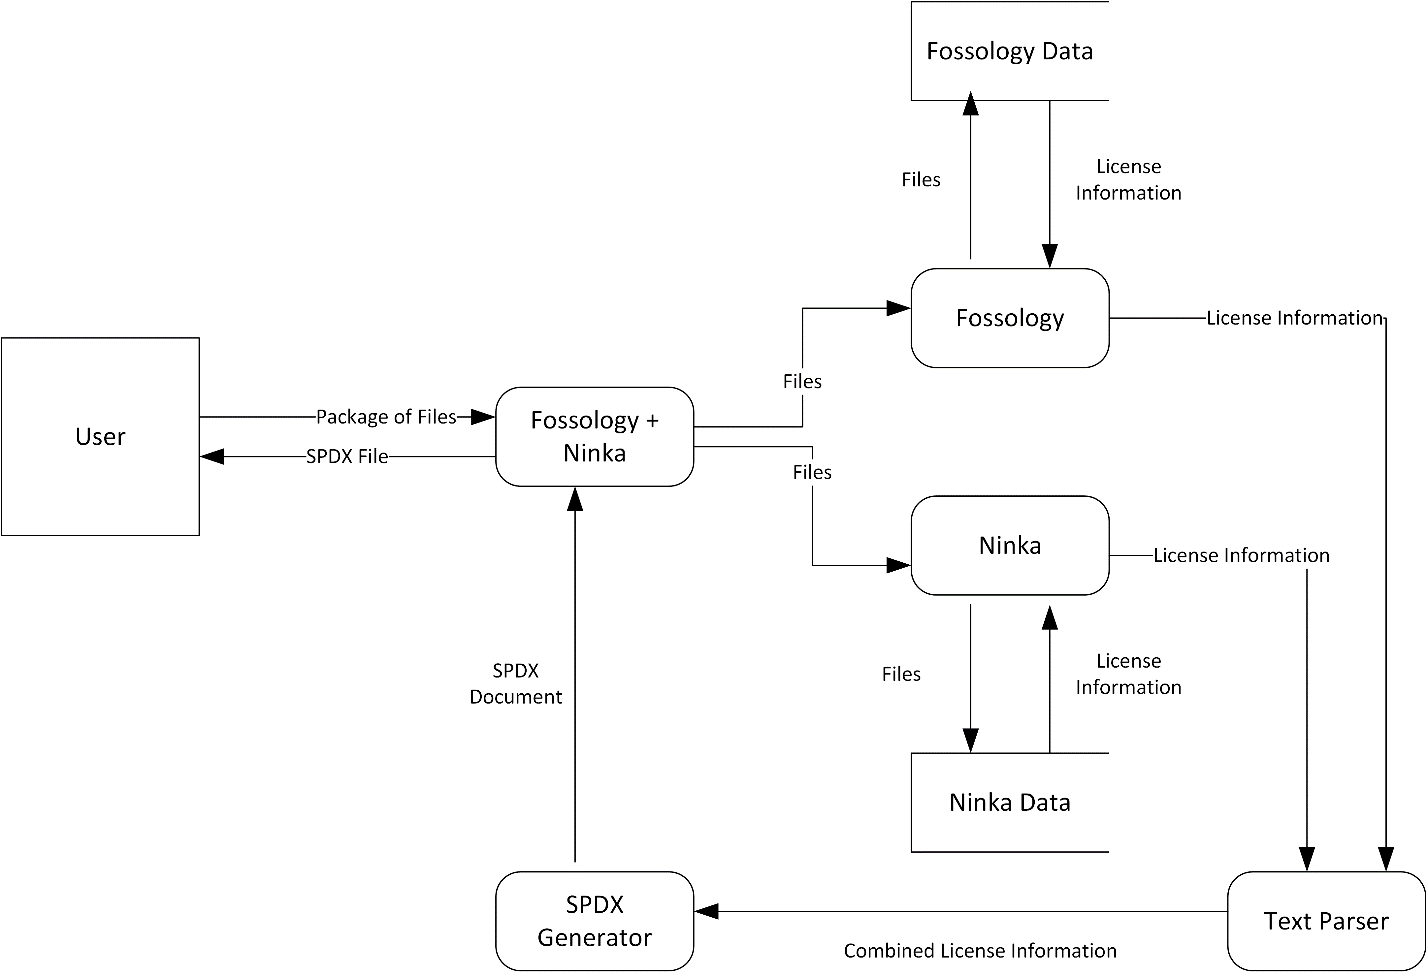 Fossology Data
Files
License
Information
Fossology
License Information
User
Package of Files
SPDX File
Fossology +
Ninka
Files
Files
Ninka
License Information
Files
License
Information
SPDX
Document
Ninka Data
SPDX
Generator
Combined License Information
Text Parser